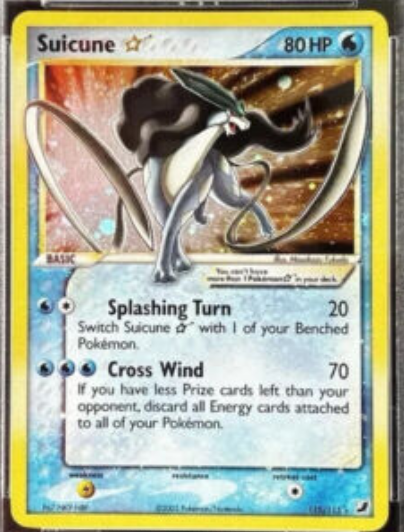 Suicune ☆
80 HP
BASIC
You can't have
more than 1 Pokémon ☆ in your deck.
Splashing Turn 20
Switch Suicune ☆ with 1 of your Benched
Pokémon.
Cross Wind 70
If you have less Prize cards left than your
opponent, discard all Energy cards attached
to all of your Pokémon.
weakness resistance retreat cost
115/115